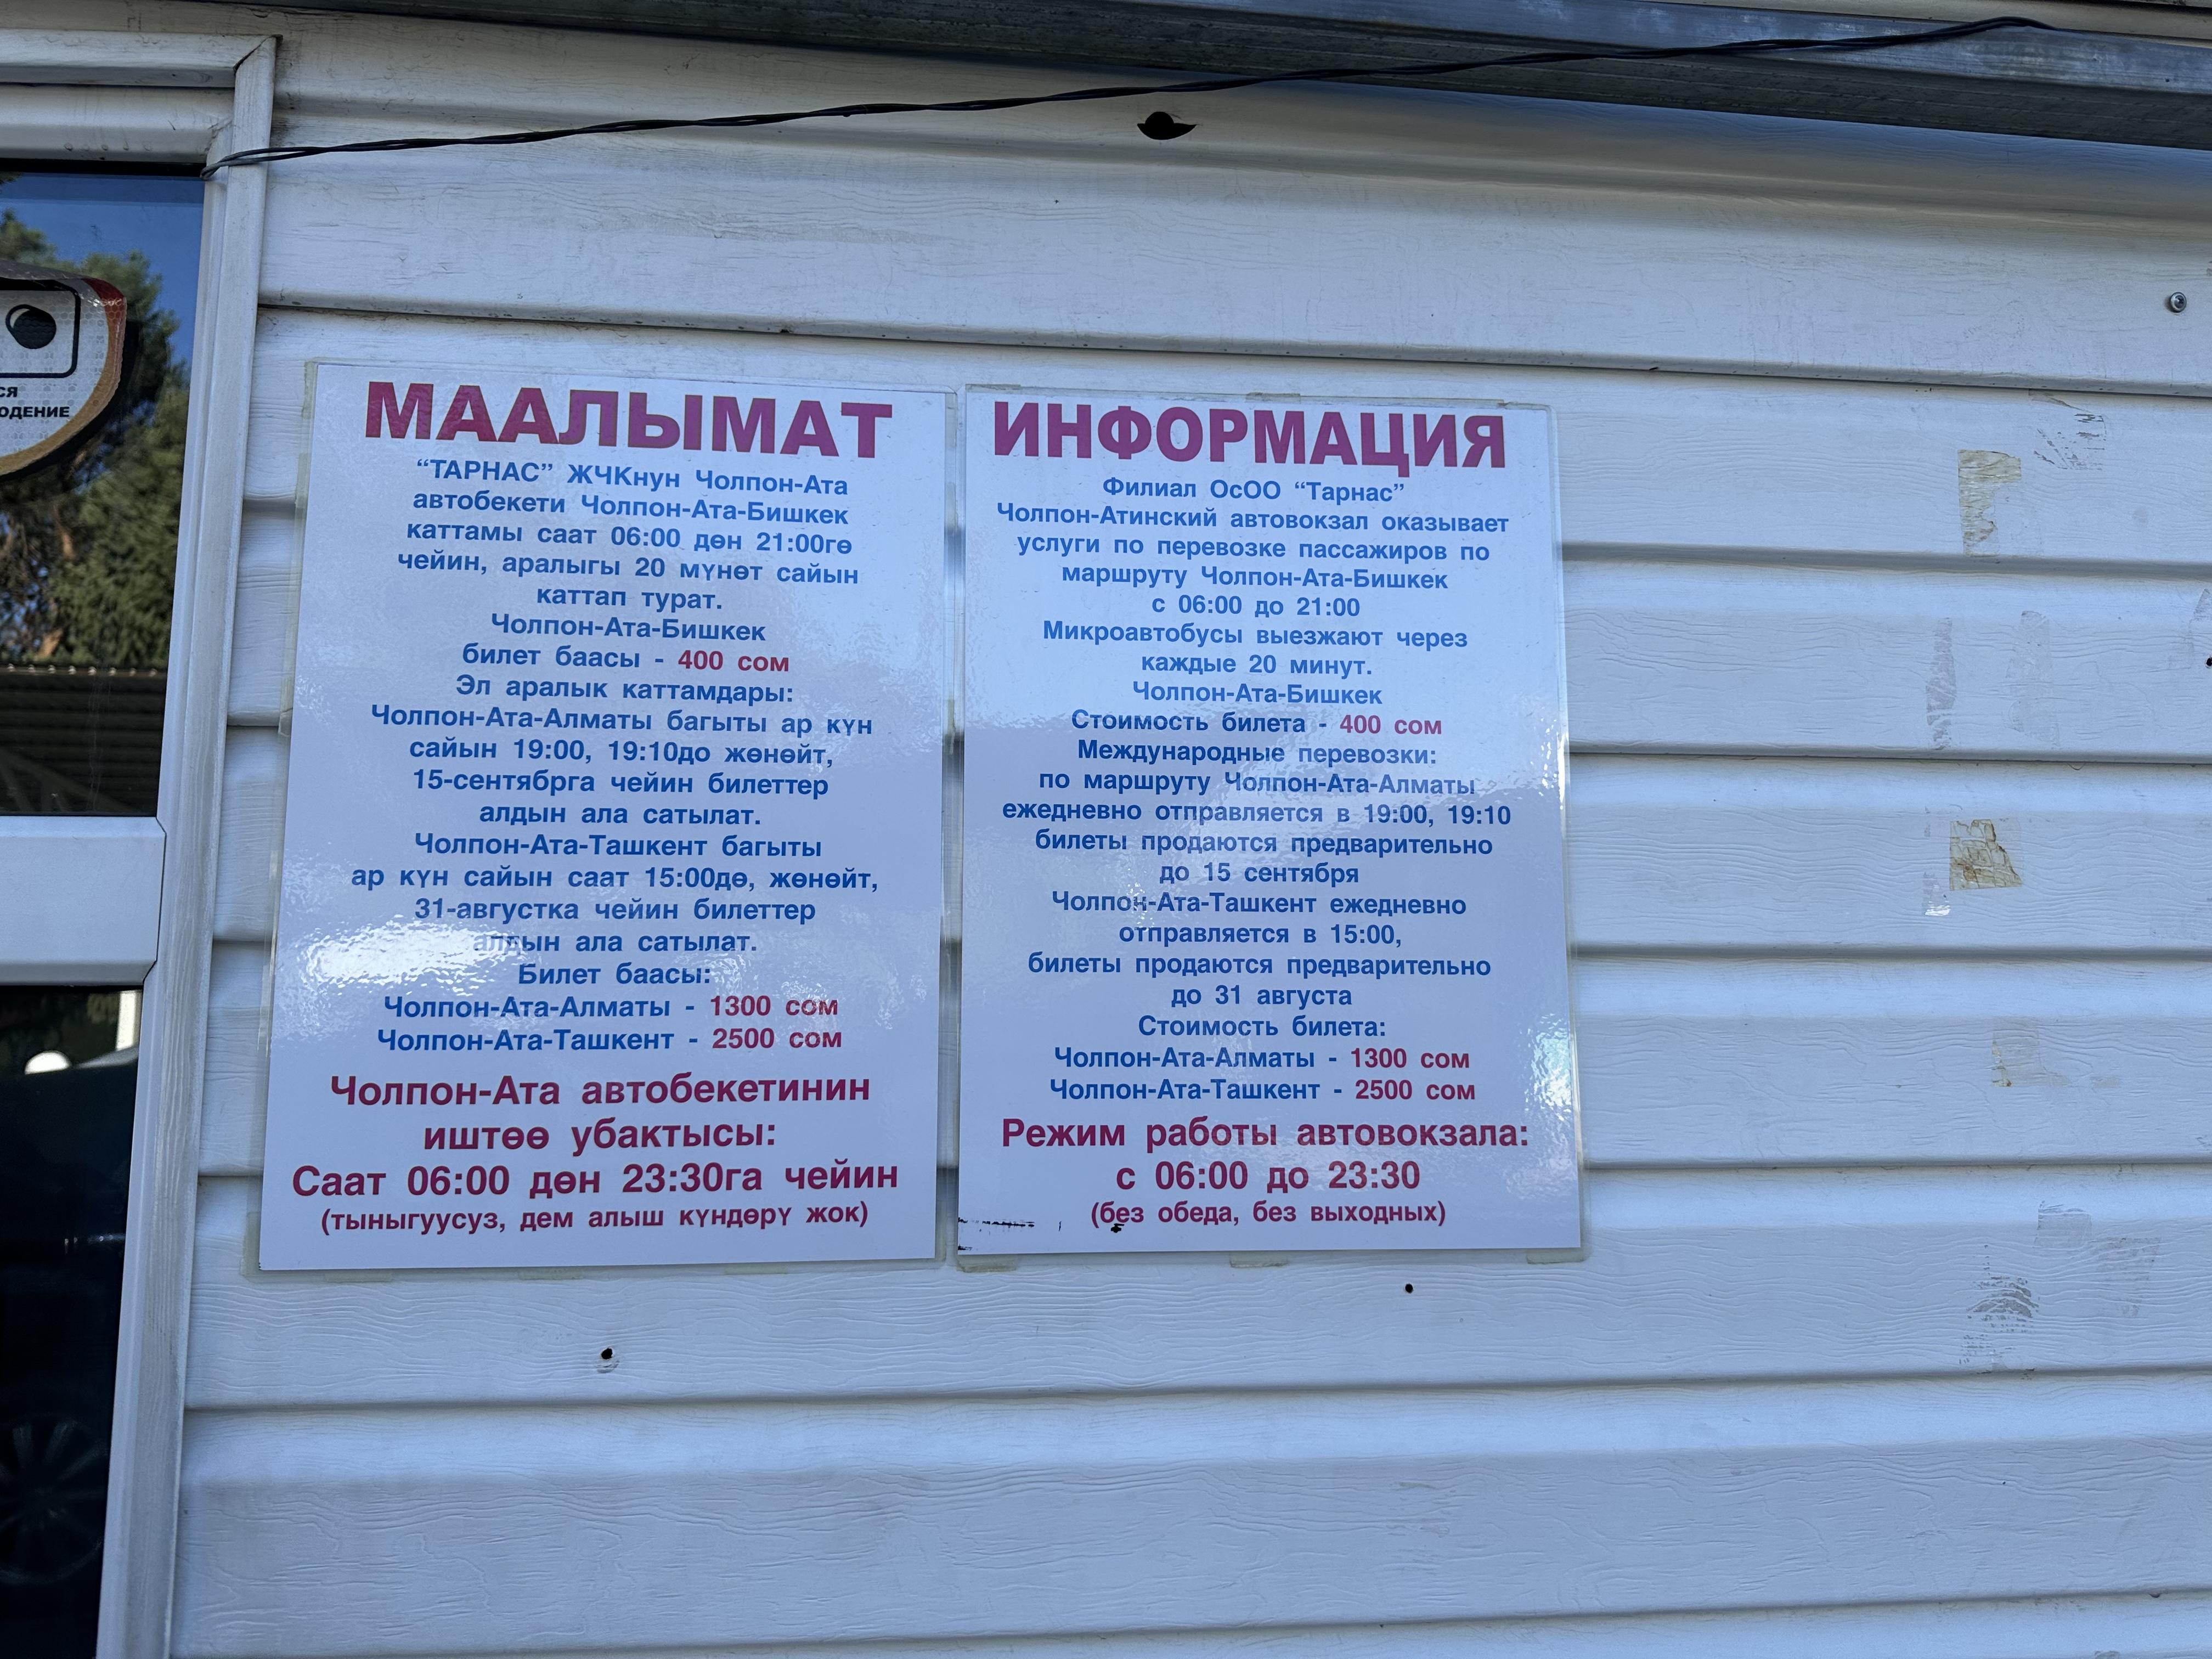 СЯ
ОДЕНИЕ
МААЛЫМАТ
“ТАРНАС” ЖЧКнун Чолпон-Ата
автобекети Чолпон-Ата-Бишкек
каттамы саат 06:00 дөн 21:00гө
чейин, аралыгы 20 мүнөт сайын
каттап турат.
Чолпон-Ата-Бишкек
билет баасы - 400 сом
Эл аралык каттамдары:
Чолпон-Ата-Алматы багыты ар күн
сайын 19:00, 19:10до жөнөйт,
15-сентябрга чейин билеттер
алдын ала сатылат.
Чолпон-Ата-Ташкент багыты
ар күн сайын саат 15:00дө, жөнөйт,
31-августка чейин билеттер
алдын ала сатылат.
Билет баасы:
Чолпон-Ата-Алматы - 1300 сом
Чолпон-Ата-Ташкент - 2500 сом
Чолпон-Ата автобекетинин
иштөө убактысы:
Саат 06:00 дөн 23:30га чейин
(тыныгуусуз, дем алыш күндөрү жок)
ИНФОРМАЦИЯ
Филиал ОсОО “Тарнас”
Чолпон-Атинский автовокзал оказывает
услуги по перевозке пассажиров по
маршруту Чолпон-Ата-Бишкек
с 06:00 до 21:00
Микроавтобусы выезжают через
каждые 20 минут.
Чолпон-Ата-Бишкек
Стоимость билета - 400 сом
Международные перевозки:
по маршруту Чолпон-Ата-Алматы
ежедневно отправляется в 19:00, 19:10
билеты продаются предварительно
до 15 сентября
Чолпон-Ата-Ташкент ежедневно
отправляется в 15:00,
билеты продаются предварительно
до 31 августа
Стоимость билета:
Чолпон-Ата-Алматы - 1300 сом
Чолпон-Ата-Ташкент - 2500 сом
Режим работы автовокзала:
с 06:00 до 23:30
(без обеда, без выходных)